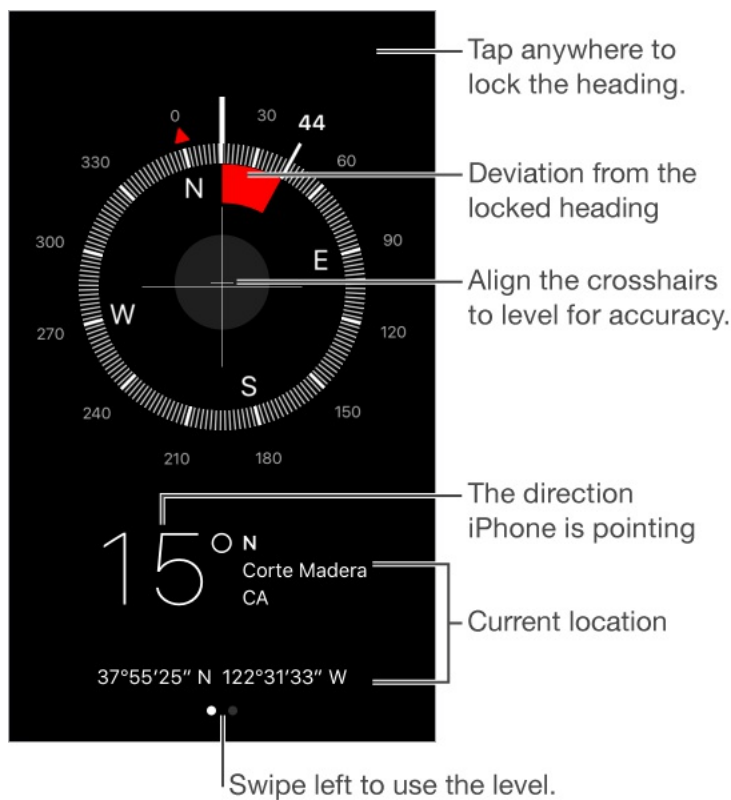 Tap anywhere to
lock the heading.
0
30
44
330
60
N
Deviation from the
locked heading
300
90
E
Align the crosshairs
to level for accuracy.
W
270
120
S
240
150
210
180
The direction
iPhone is pointing
15° N
Corte Madera
CA
Current location
37°55′25″ N 122°31′33″ W
Swipe left to use the level.